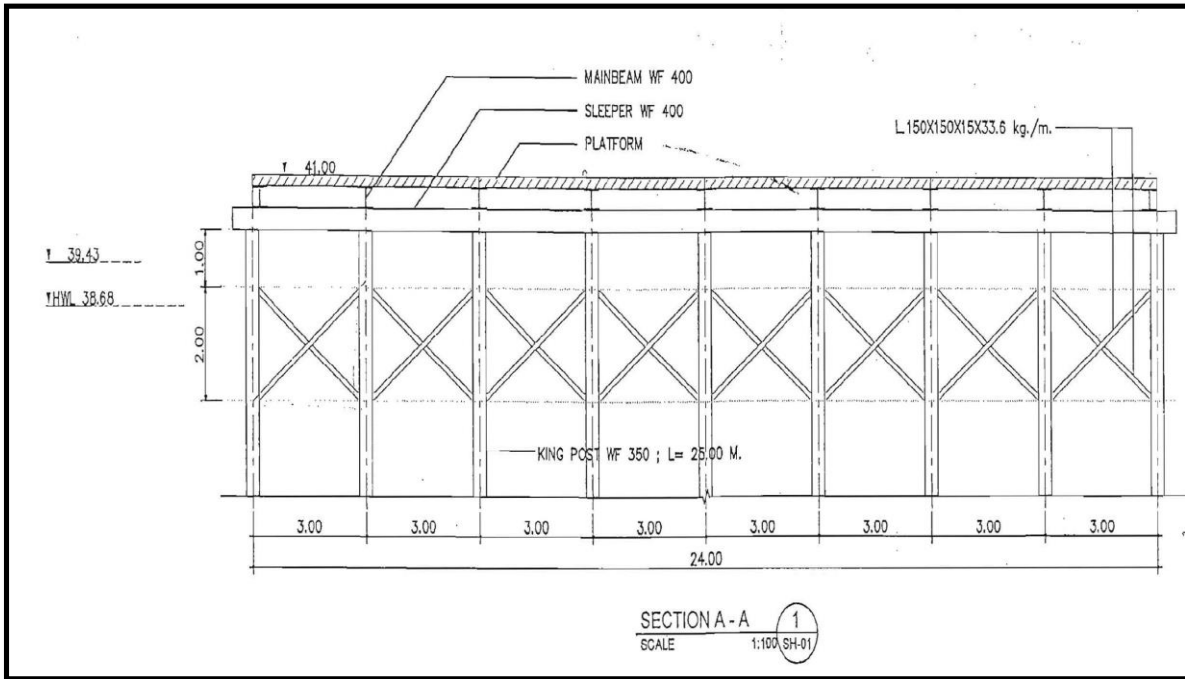 MAINBEAM WF 400
SLEEPER WF 400
PLATFORM
L 150X150X15X33.6 kg./m.
41.00
39.43
HWL 38.68
1.00
2.00
KING POST WF 350 ; L= 25.00 M.
3.00 3.00 3.00 3.00 3.00 3.00 3.00 3.00
24.00
SECTION A - A 1
SCALE 1:100 SH-01